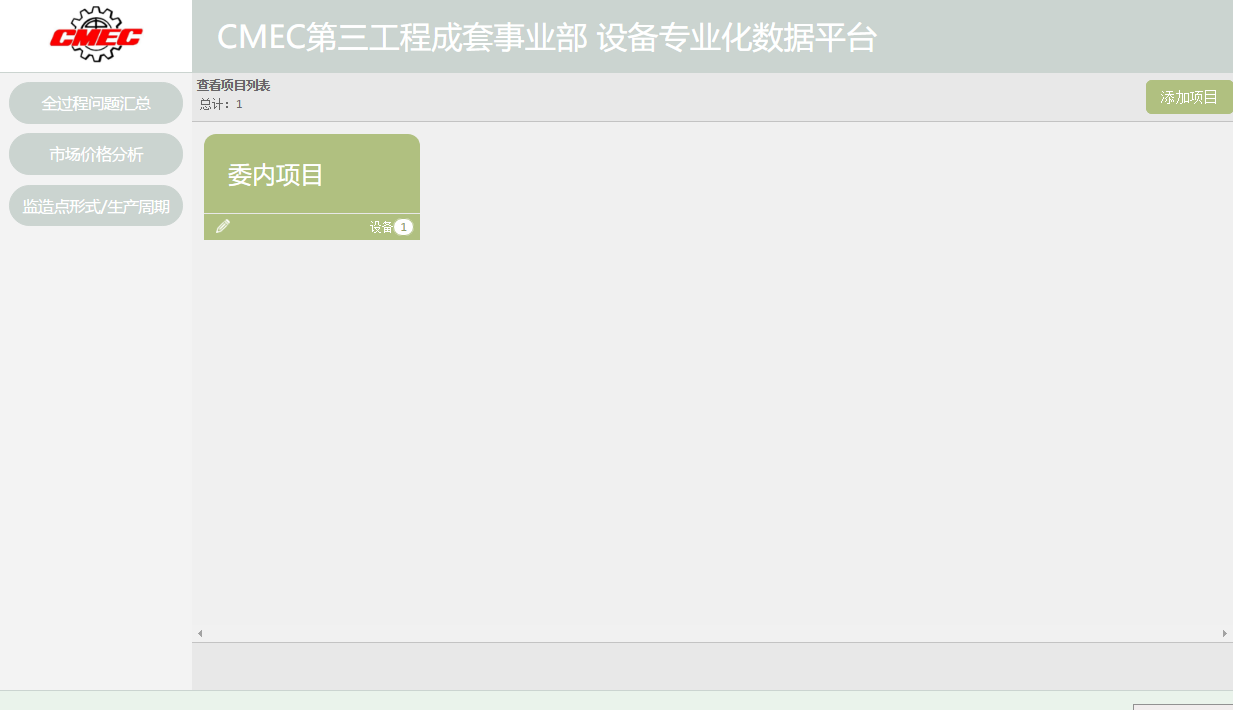 CMEC
CMEC第三工程成套事业部 设备专业化数据平台
全过程问题汇总
市场价格分析
监造点形式/生产周期
查看项目列表
总计：1
添加项目
委内项目
设备 1